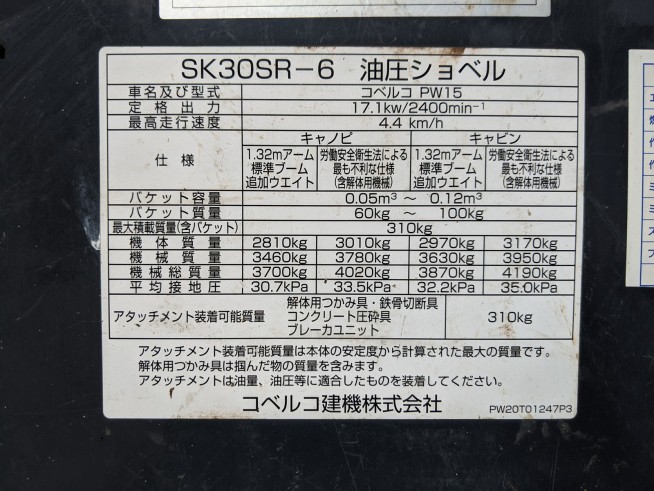 SK30SR-6 油圧ショベル
車名及び型式 コベルコ PW15
定格出力 17.1kw/2400min-1
最高走行速度 4.4 km/h
仕様 キャノピ キャビン
1.32mアーム 労働安全衛生法による 1.32mアーム 労働安全衛生法による
標準ブーム 最も不利な仕様 標準ブーム 最も不利な仕様
追加ウエイト (含解体用機械) 追加ウエイト (含解体用機械)
バケット容量 0.05m³ ~ 0.12m³
バケット質量 60kg ~ 100kg
最大積載質量(含バケット) 310kg
機体質量 2810kg 3010kg 2970kg 3170kg
機械質量 3460kg 3780kg 3630kg 3950kg
機械総質量 3700kg 4020kg 3870kg 4190kg
平均接地圧 30.7kPa 33.5kPa 32.2kPa 35.0kPa
アタッチメント装着可能質量 解体用つかみ具・鉄骨切断具 310kg
コンクリート圧砕具
ブレーカユニット
アタッチメント装着可能質量は本体の安定度から計算された最大の質量です。
解体用つかみ具は掴んだ物の質量を含みます。
アタッチメントは油量、油圧等に適合したものを装着してください。
コベルコ建機株式会社 PW20T01247P3